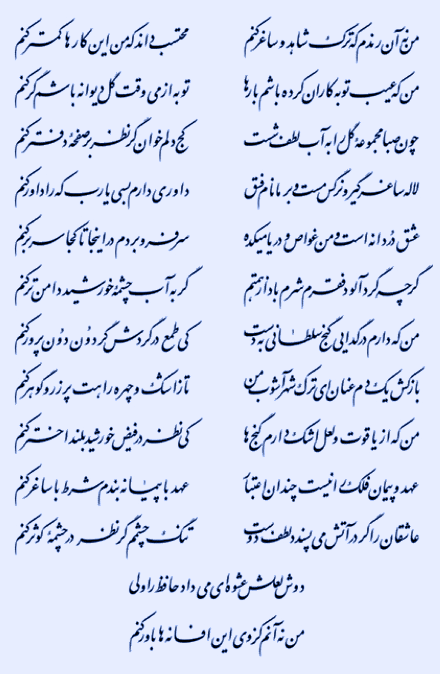 من نه آن رندم که ترک شاهد و ساغر کنم محتسب داند که من این کارها کمتر کنم
من که عیب توبه کاران کرده باشم بارها توبه از می وقت گل دیوانه باشم گر کنم
چون صبا مجموعهٔ گل را به آب لطف شست کج دلم خوان گر نظر بر صفحهٔ دفتر کنم
لاله ساغرگیر و نرگس مست و بر ما نام فسق داوری دارم بسی یا رب که را داور کنم
عشق دردانه است و من غواص و دریا میکده سر فرو بردم در اینجا تا کجا سر بر کنم
گرچه گردآلود فقرم شرم باد از همتم گر به آب چشمهٔ خورشید دامن تر کنم
من که دارم در گدایی گنج سلطانی به دست کی طمع در گردش گردون دون پرور کنم
بازکش یک دم عنان ای ترک شهرآشوب من تا ز اشک و چهره راهت پر زر و گوهر کنم
من که از یاقوت و لعل اشک دارم گنج‌ها کی نظر در فیض خورشید بلند اختر کنم
عهد و پیمان فلک را نیست چندان اعتبار عهد با پیمانه بندم شرط با ساغر کنم
عاشقان را گر در آتش می‌پسندد لطف دوست تنگ چشمم گر نظر در چشمهٔ کوثر کنم
دوش لعلش عشوه‌ای می‌داد حافظ را ولی
من نه آنم کز وی این افسانه‌ها باور کنم